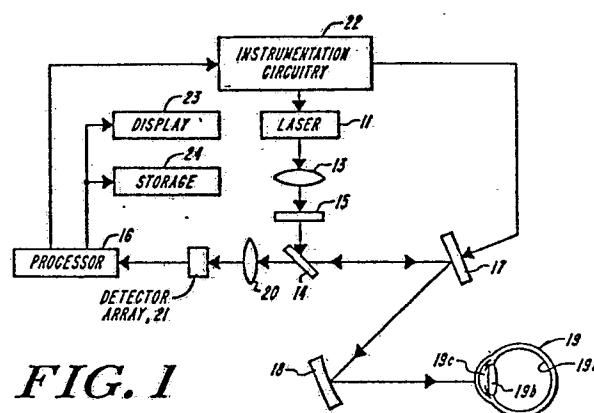 22
INSTRUMENTATION
CIRCUITRY
23
DISPLAY
LASER
11
24
13
STORAGE
15
16
PROCESSOR
DETECTOR
ARRAY, 21
20
14
17
18
19
19c
19b
FIG. 1